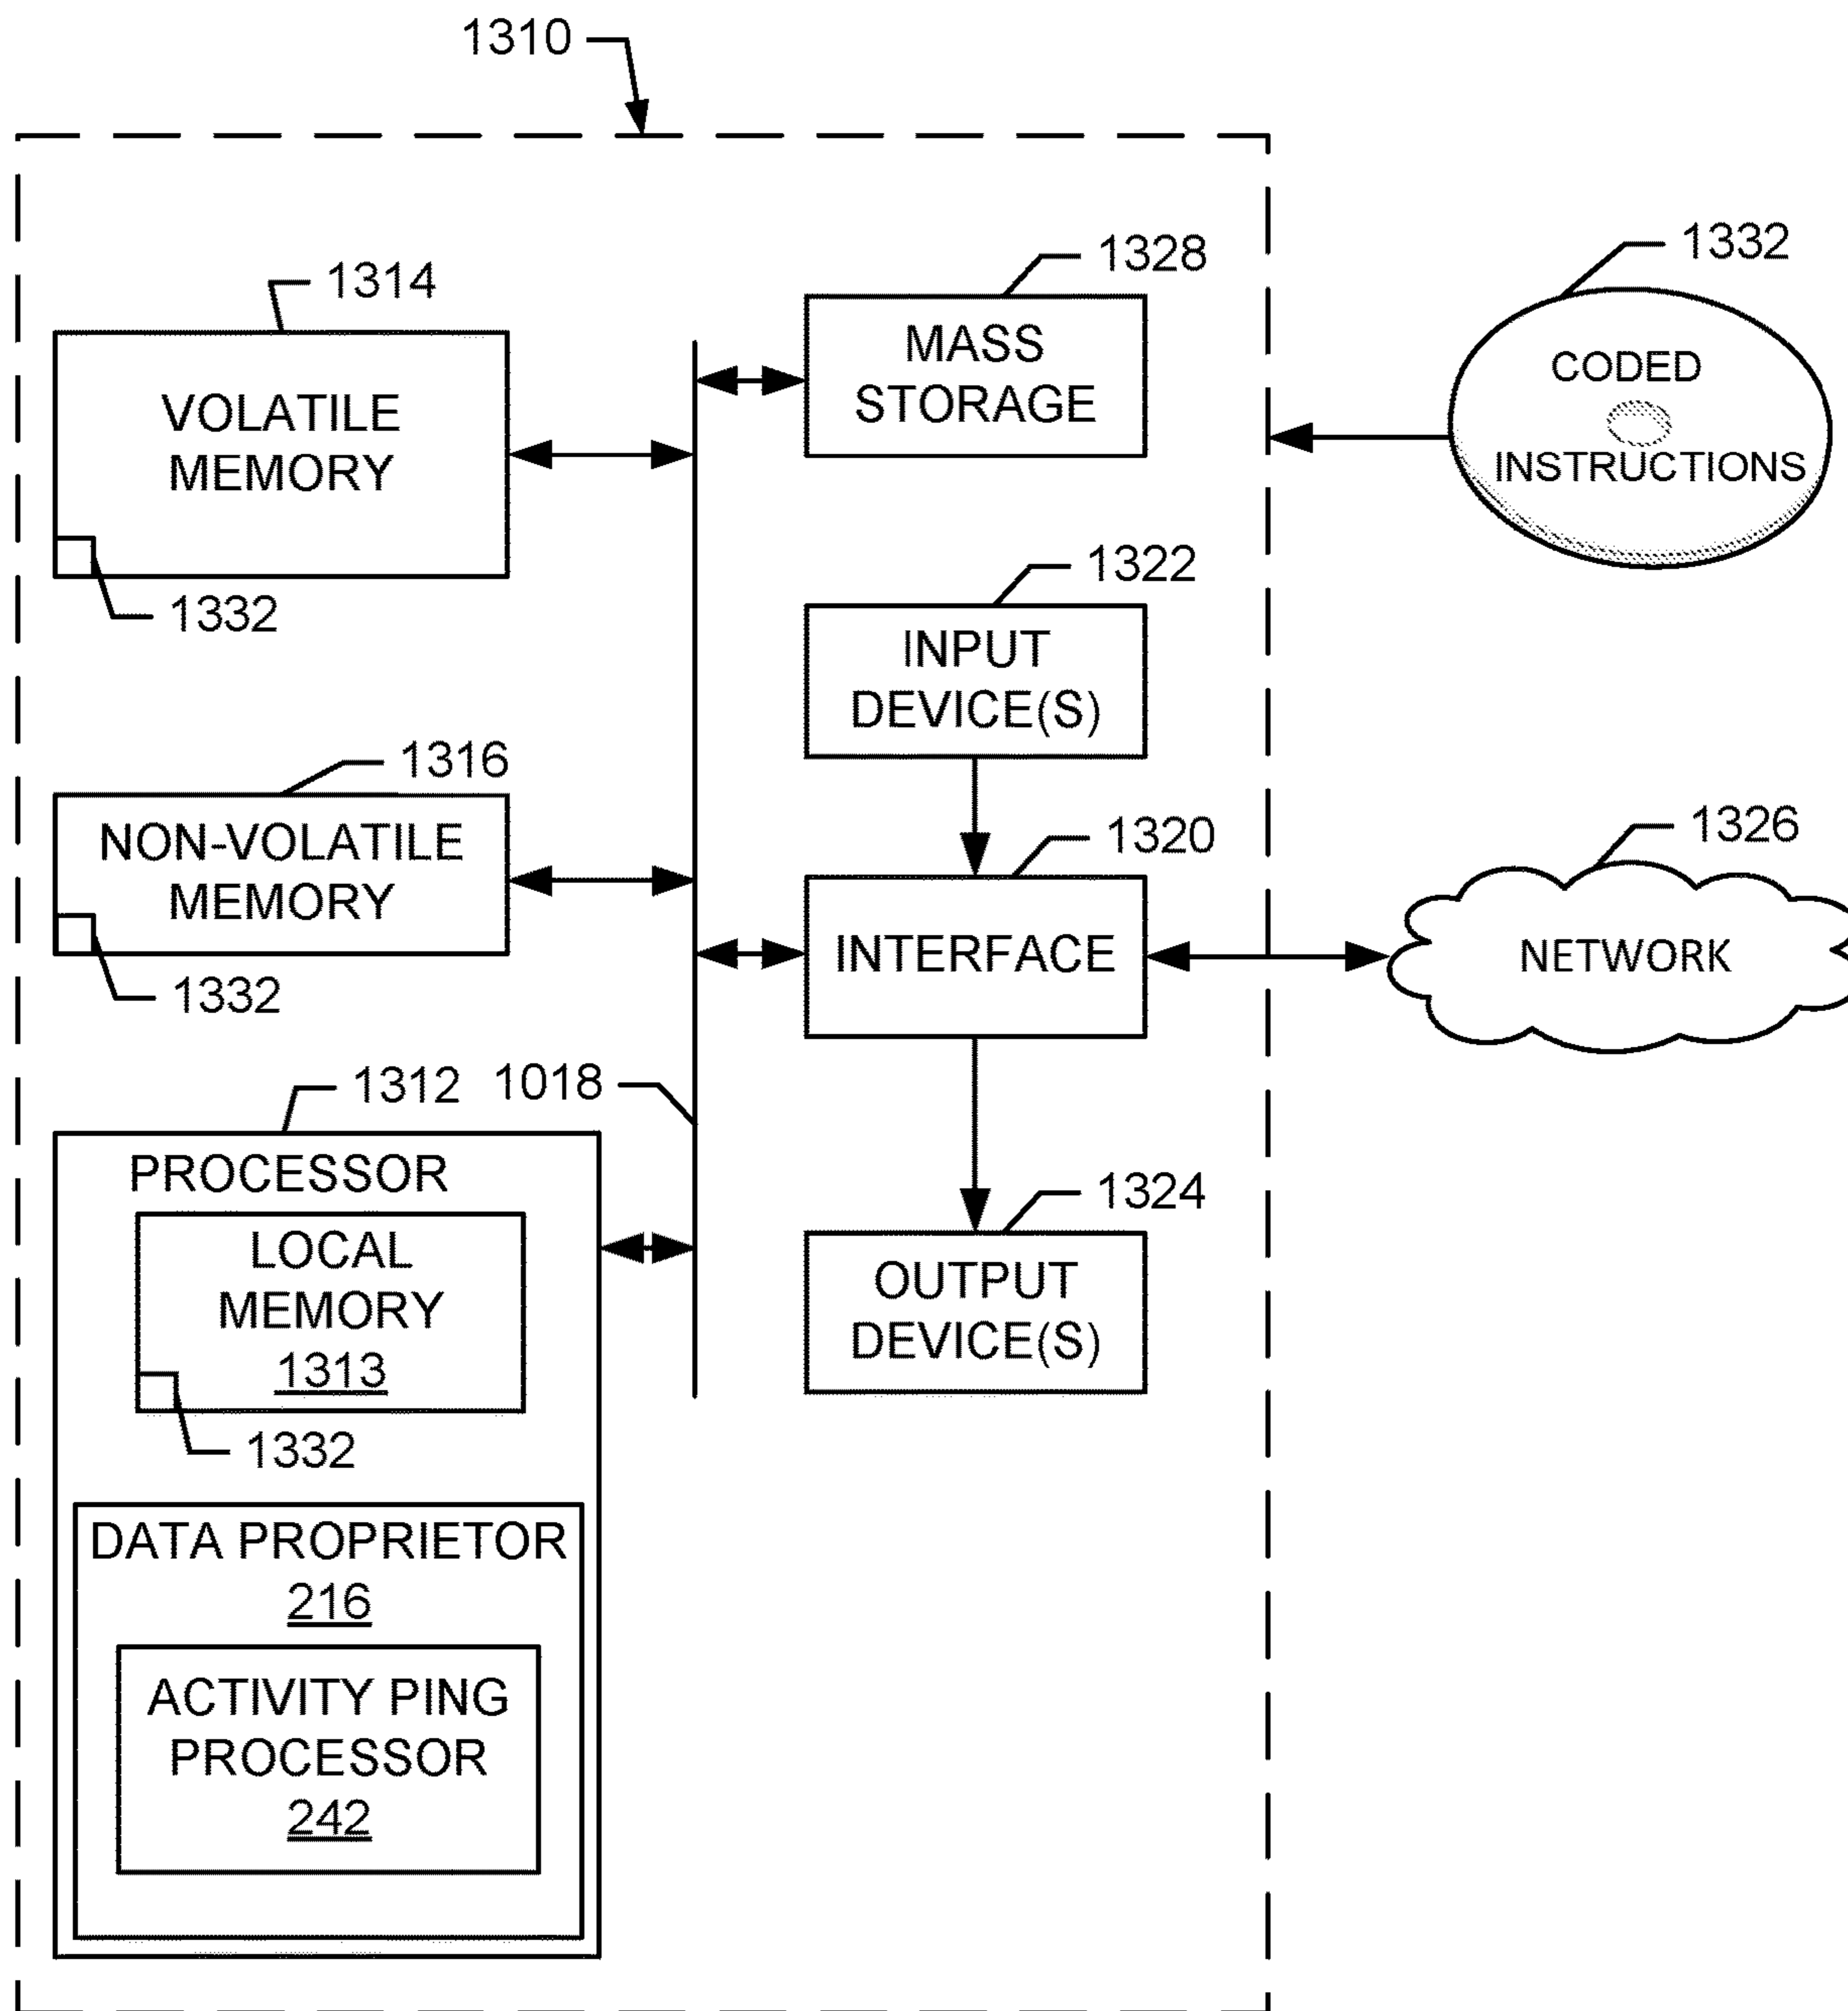 1310
1314
VOLATILE
MEMORY
1332
1328
MASS
STORAGE
1332
CODED
INSTRUCTIONS
1322
INPUT
DEVICE(S)
1316
NON-VOLATILE
MEMORY
1332
1320
INTERFACE
1326
NETWORK
1312
1018
PROCESSOR
LOCAL
MEMORY
1313
1332
1324
OUTPUT
DEVICE(S)
DATA PROPRIETOR
216
ACTIVITY PING
PROCESSOR
242